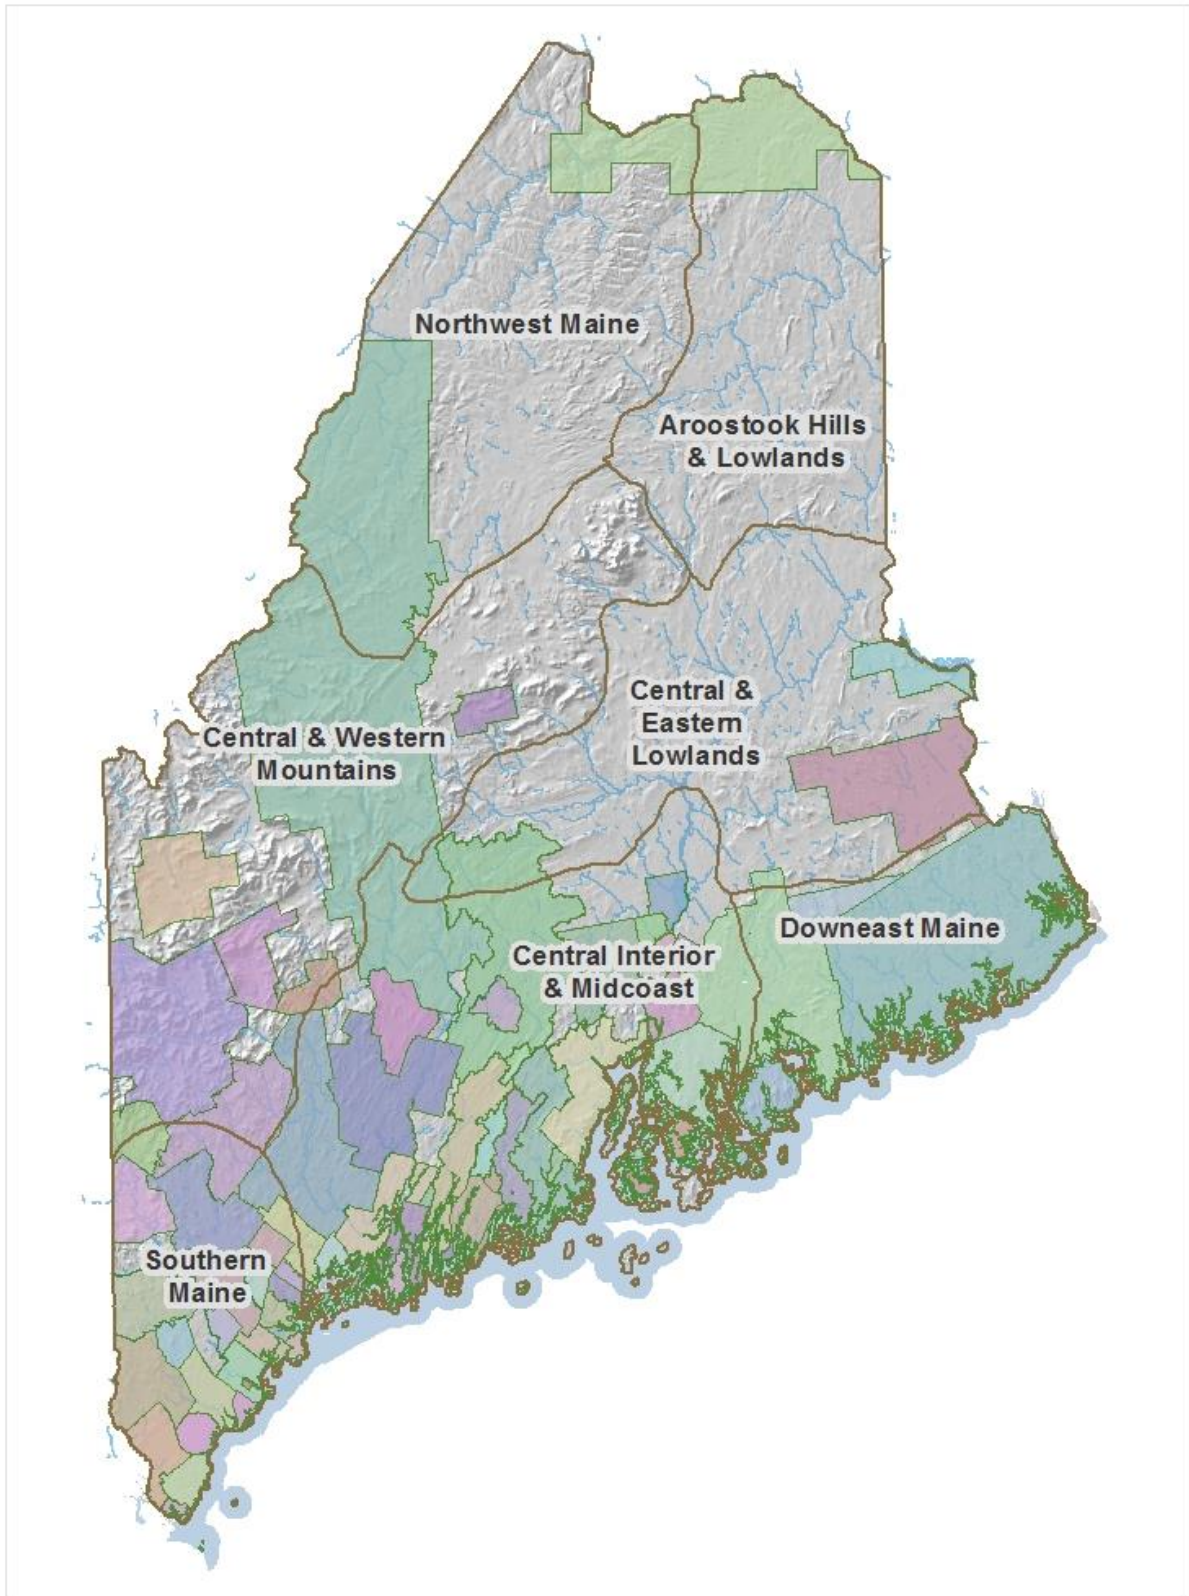 Northwest Maine
Aroostook Hills
& Lowlands
Central &
Eastern
Lowlands
Central & Western
Mountains
Downeast Maine
Central Interior
& Midcoast
Southern
Maine